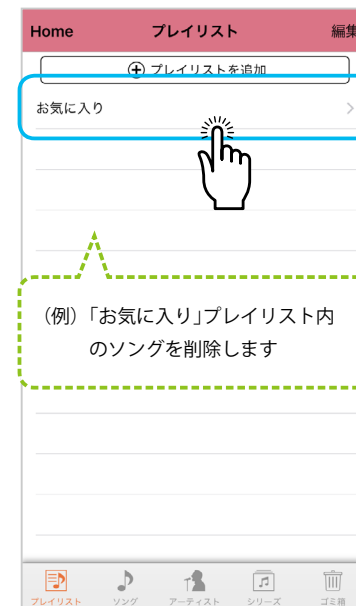 Home プレイリスト 編集
プレイリストを追加
お気に入り
（例）「お気に入り」プレイリスト内
のソングを削除します
プレイリスト ソング アーティスト シリーズ ゴミ箱